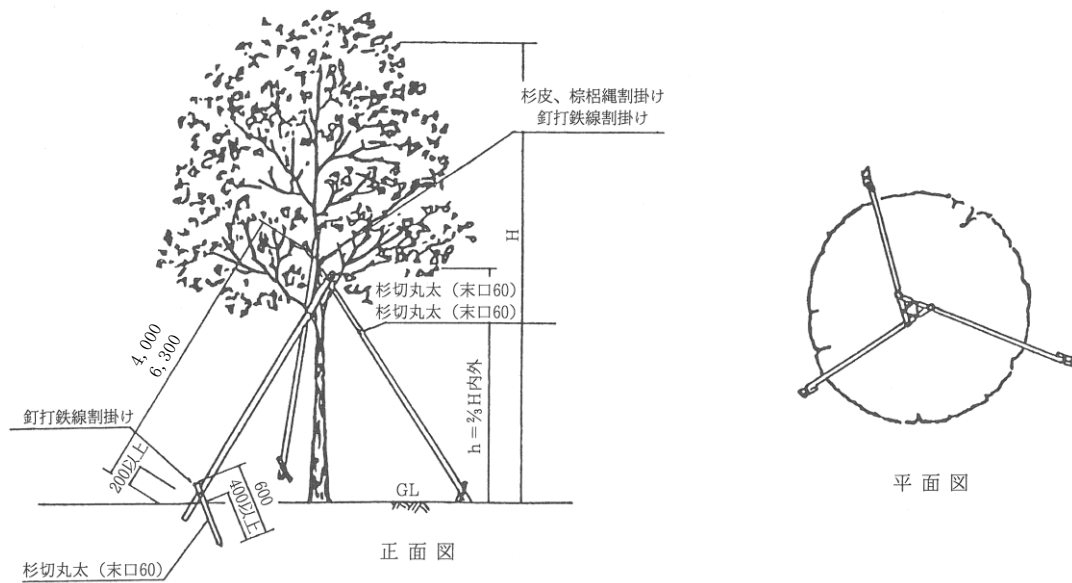 杉皮、棕梠縄割掛け
釘打鉄線割掛け
H
杉切丸太（末口60）
杉切丸太（末口60）
4,000
6,300
h＝⅔H内外
釘打鉄線割掛け
200以上
600
400以上
GL
杉切丸太（末口60）
正面図
平面図